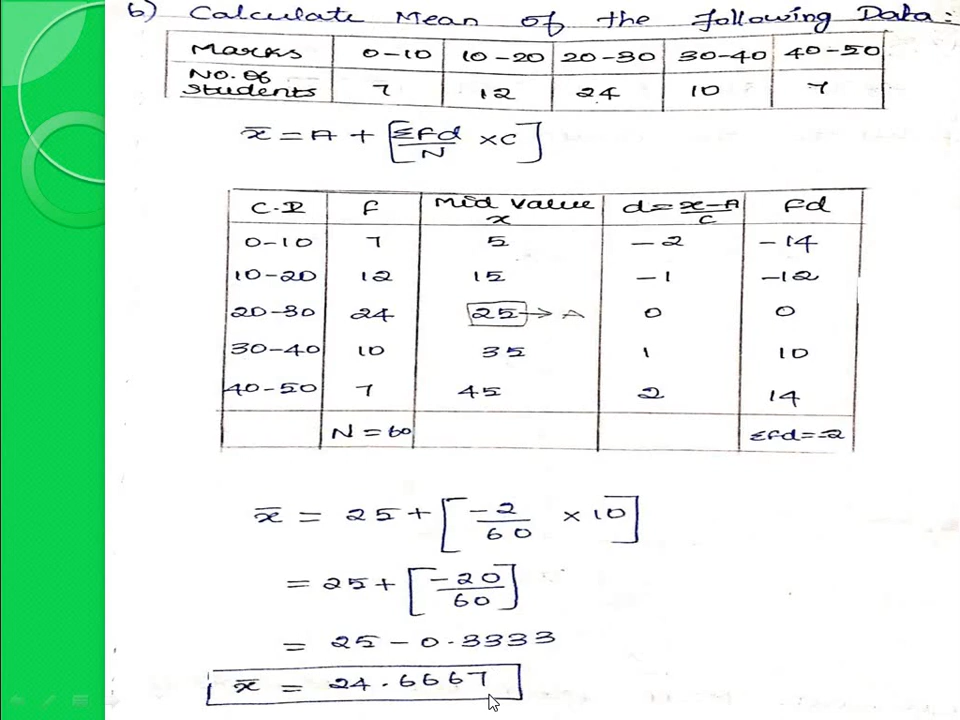 b) Calculate Mean of the following Data:
Marks 0-10 10-20 20-30 30-40 40-50
No. of Students 7 12 24 10 7
x̄ = A + [Σfd/N × C]
C.I f Mid Value x d = x-A/C fd
0-10 7 5 -2 -14
10-20 12 15 -1 -12
20-30 24 25 → A 0 0
30-40 10 35 1 10
40-50 7 45 2 14
N = 60 Σfd = -2
x̄ = 25 + [-2/60 × 10]
= 25 + [-20/60]
= 25 - 0.3333
x̄ = 24.6667